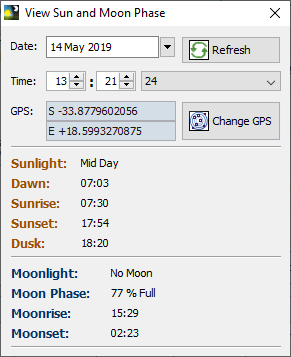 View Sun and Moon Phase
Date: 14 May 2019 Refresh
Time: 13 : 21 24
GPS: S -33.8779602056
E +18.5993270875
Change GPS
Sunlight: Mid Day
Dawn: 07:03
Sunrise: 07:30
Sunset: 17:54
Dusk: 18:20
Moonlight: No Moon
Moon Phase: 77 % Full
Moonrise: 15:29
Moonset: 02:23